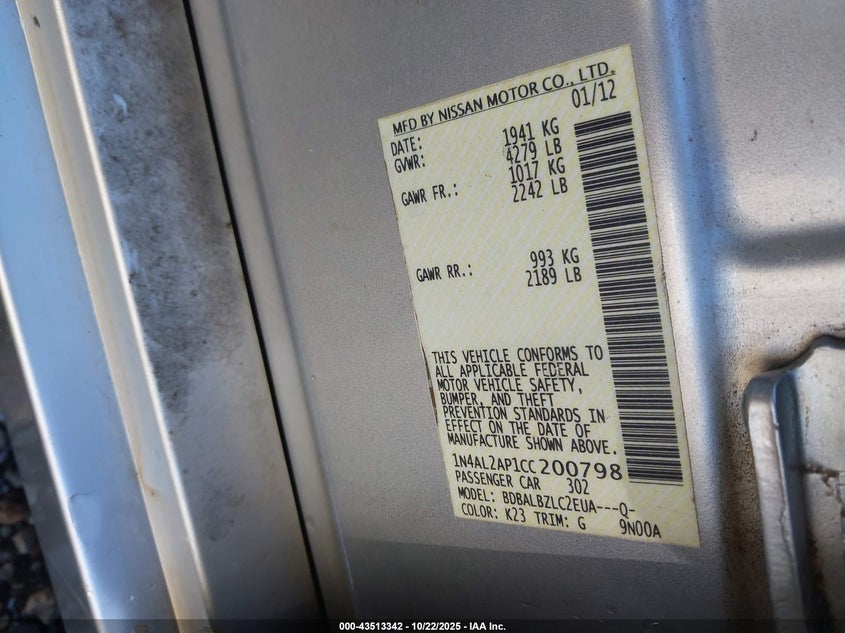 MFD BY NISSAN MOTOR CO., LTD.
DATE: 01/12
GVWR: 1941 KG
4279 LB
GAWR FR.: 1017 KG
2242 LB
GAWR RR.: 993 KG
2189 LB
THIS VEHICLE CONFORMS TO
ALL APPLICABLE FEDERAL
MOTOR VEHICLE SAFETY,
BUMPER, AND THEFT
PREVENTION STANDARDS IN
EFFECT ON THE DATE OF
MANUFACTURE SHOWN ABOVE.
1N4AL2AP1CC200798
PASSENGER CAR 302
MODEL: BDBALBZLC2EUA---Q-
COLOR: K23 TRIM: G 9N00A
000-43513342 - 10/22/2025 - IAA Inc.